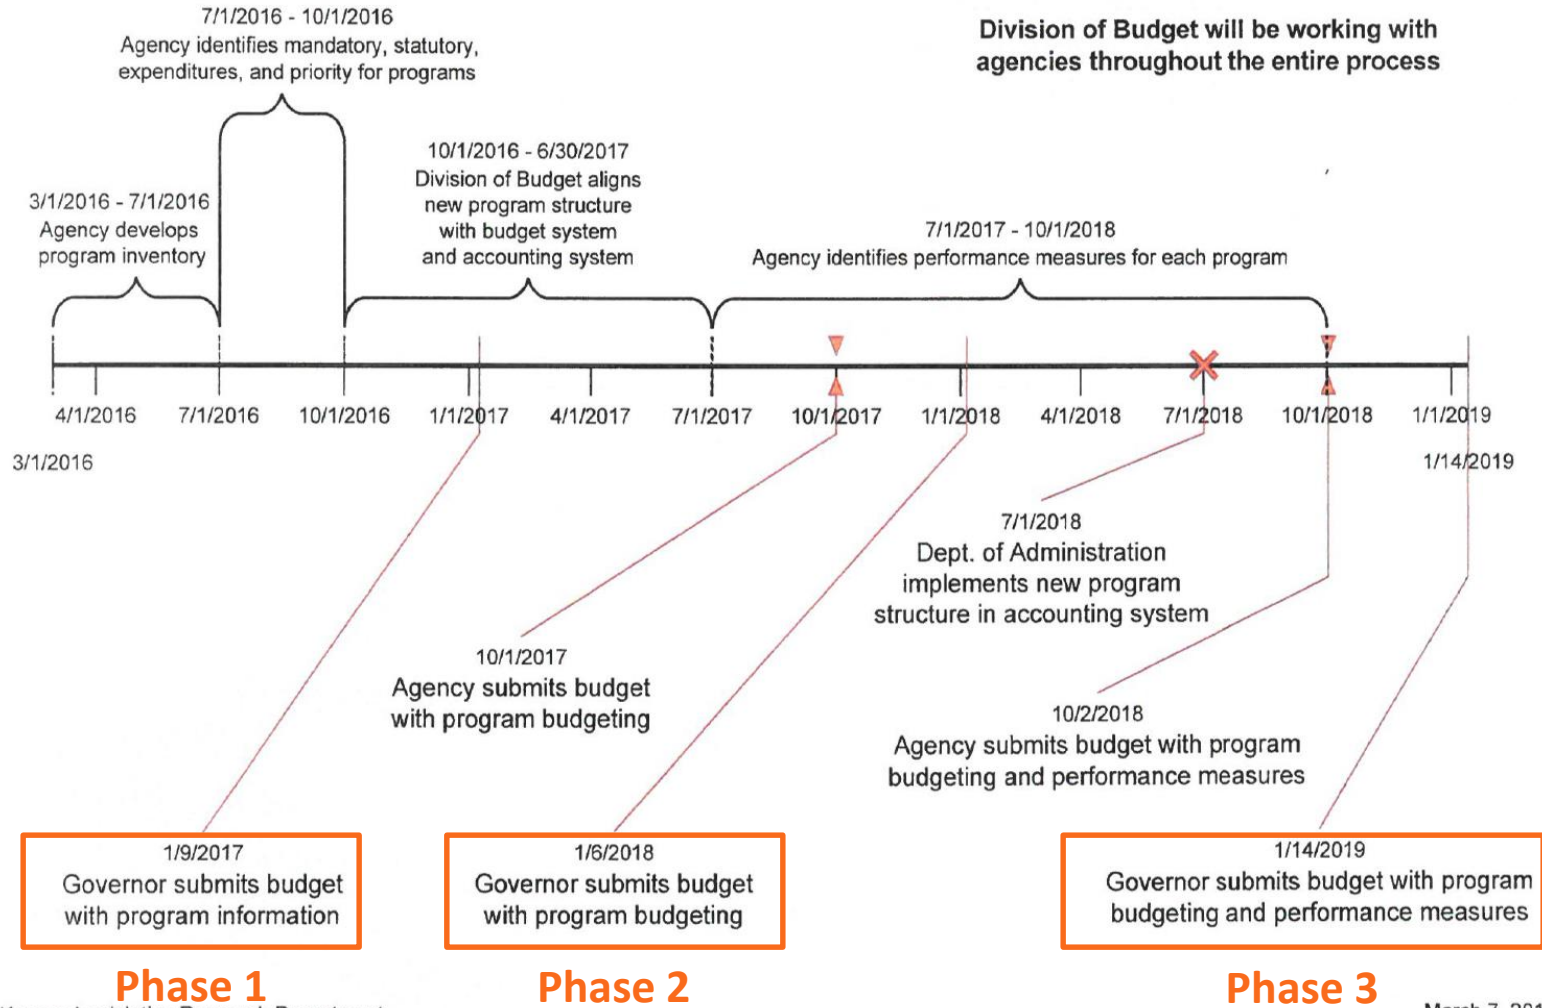 7/1/2016 - 10/1/2016
Agency identifies mandatory, statutory,
expenditures, and priority for programs
Division of Budget will be working with
agencies throughout the entire process
10/1/2016 - 6/30/2017
Division of Budget aligns
new program structure
with budget system
and accounting system
3/1/2016 - 7/1/2016
Agency develops
program inventory
7/1/2017 - 10/1/2018
Agency identifies performance measures for each program
4/1/2016
7/1/2016
10/1/2016
1/1/2017
4/1/2017
7/1/2017
10/1/2017
1/1/2018
4/1/2018
7/1/2018
10/1/2018
1/1/2019
3/1/2016
1/14/2019
7/1/2018
Dept. of Administration
implements new program
structure in accounting system
10/1/2017
Agency submits budget
with program budgeting
10/2/2018
Agency submits budget with program
budgeting and performance measures
1/9/2017
Governor submits budget
with program information
1/6/2018
Governor submits budget
with program budgeting
1/14/2019
Governor submits budget with program
budgeting and performance measures
Phase 1
Phase 2
Phase 3
March 7, 201